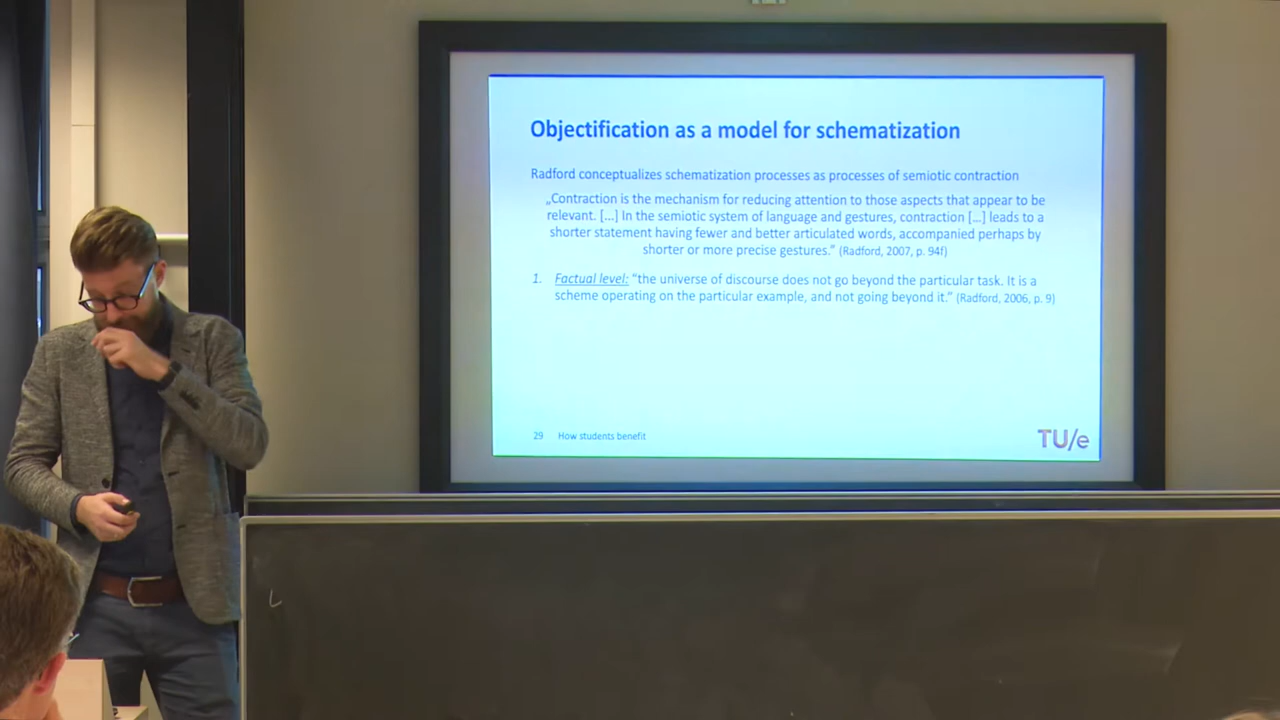 Objectification as a model for schematization
Radford conceptualizes schematization processes as processes of semiotic contraction
„Contraction is the mechanism for reducing attention to those aspects that appear to be
relevant. [...] In the semiotic system of language and gestures, contraction [...] leads to a
shorter statement having fewer and better articulated words, accompanied perhaps by
shorter or more precise gestures.” (Radford, 2007, p. 94f)
1. Factual level: “the universe of discourse does not go beyond the particular task. It is a
scheme operating on the particular example, and not going beyond it.” (Radford, 2006, p. 9)
29 How students benefit
TU/e